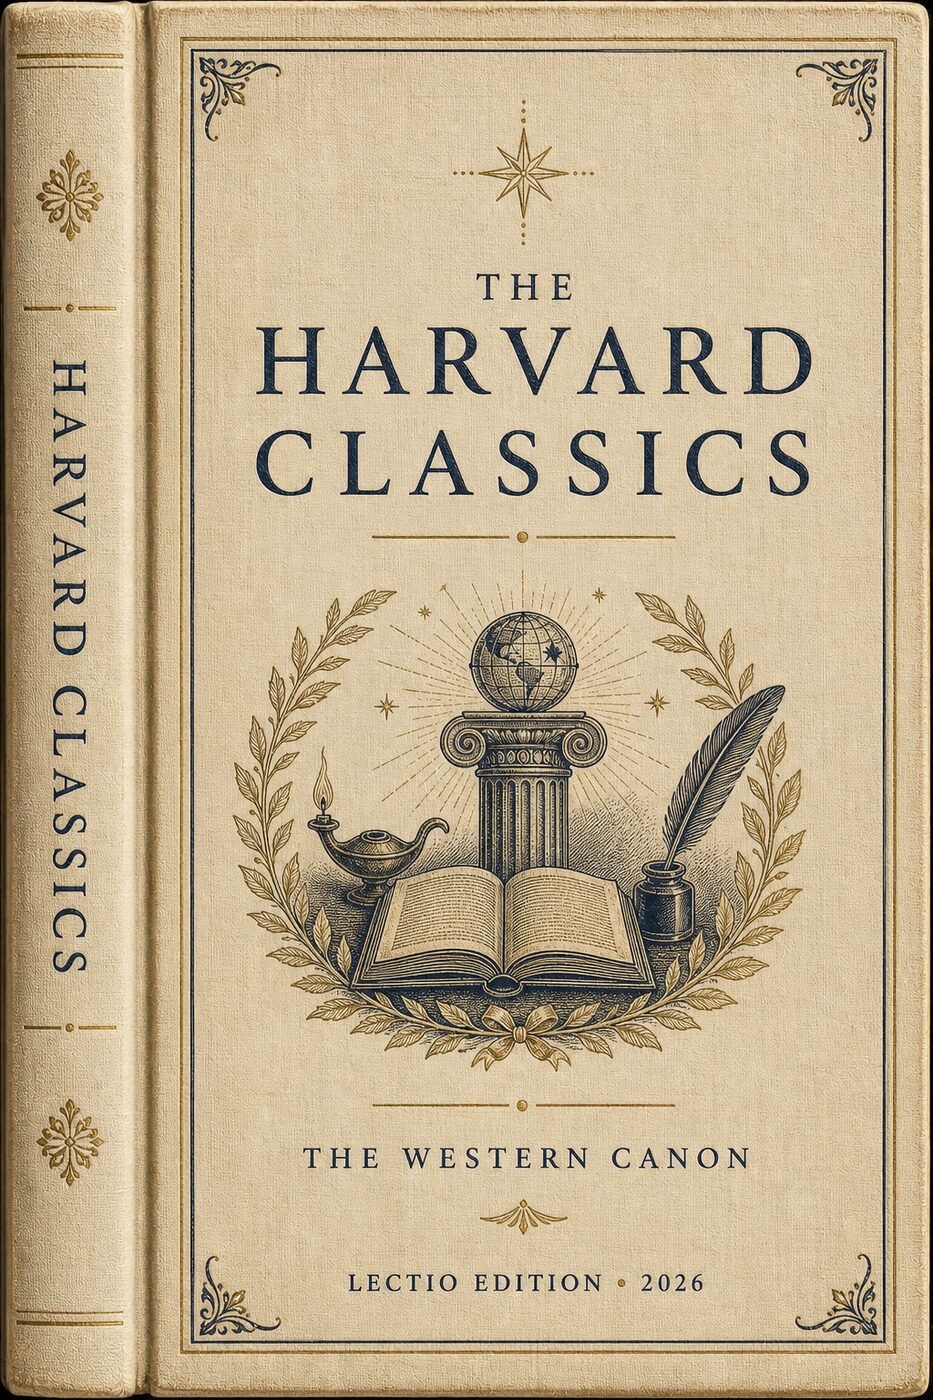 HARVARD CLASSICS
THE
HARVARD
CLASSICS
THE WESTERN CANON
LECTIO EDITION • 2026